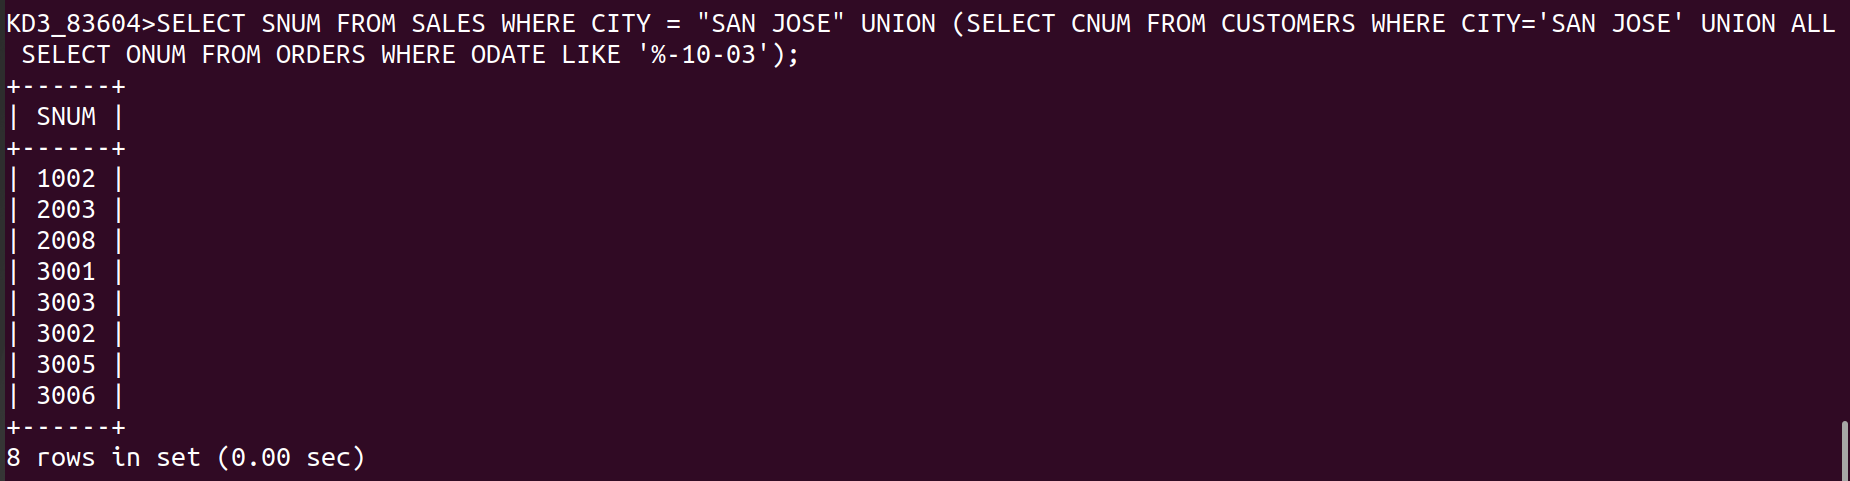 KD3_83604>SELECT SNUM FROM SALES WHERE CITY = "SAN JOSE" UNION (SELECT CNUM FROM CUSTOMERS WHERE CITY='SAN JOSE' UNION ALL
 SELECT ONUM FROM ORDERS WHERE ODATE LIKE '%-10-03');
+------+
| SNUM |
+------+
| 1002 |
| 2003 |
| 2008 |
| 3001 |
| 3003 |
| 3002 |
| 3005 |
| 3006 |
+------+
8 rows in set (0.00 sec)